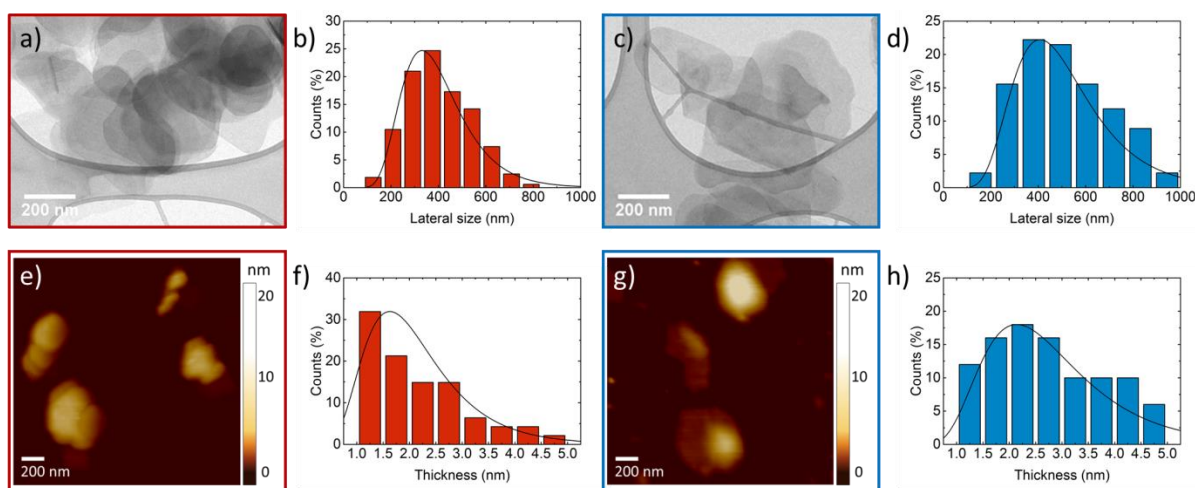 a)
200 nm
b)
Counts (%)
30
25
20
15
10
5
0
0 200 400 600 800 1000
Lateral size (nm)
c)
200 nm
d)
Counts (%)
25
20
15
10
5
0
0 200 400 600 800 1000
Lateral size (nm)
e)
200 nm
nm
20
10
0
f)
Counts (%)
40
30
20
10
0
1.0 1.5 2.0 2.5 3.0 3.5 4.0 4.5 5.0
Thickness (nm)
g)
200 nm
nm
20
10
0
h)
Counts (%)
25
20
15
10
5
0
1.0 1.5 2.0 2.5 3.0 3.5 4.0 4.5 5.0
Thickness (nm)